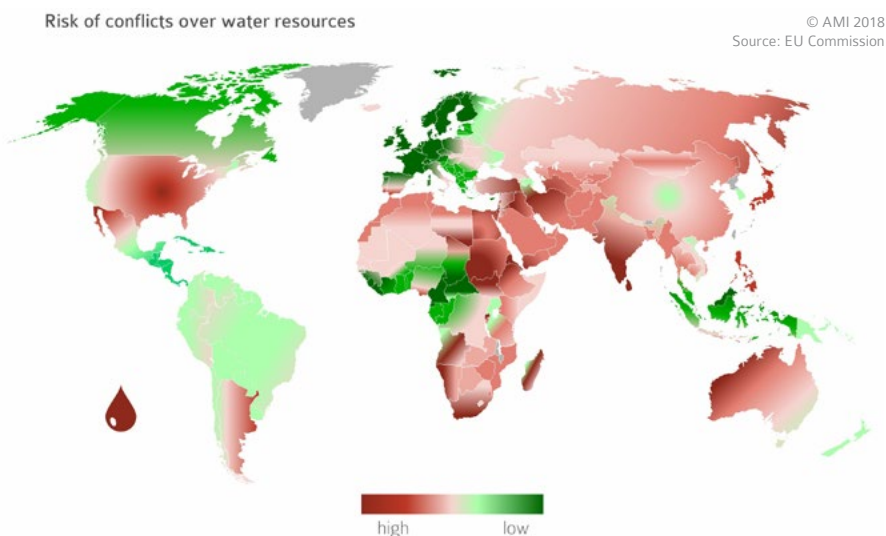 Risk of conflicts over water resources
© AMI 2018
Source: EU Commission
high
low